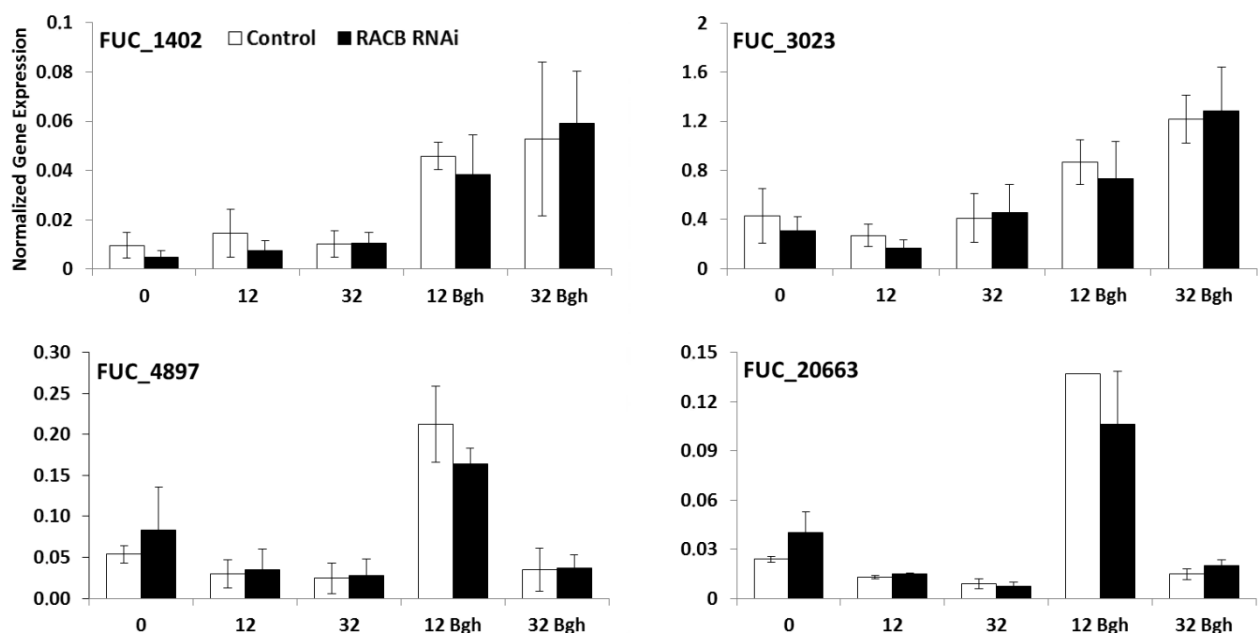 FUC_1402 Control RACB RNAi
Normalized Gene Expression
0.1
0.08
0.06
0.04
0.02
0
0 12 32 12 Bgh 32 Bgh
FUC_3023
2
1.6
1.2
0.8
0.4
0
0 12 32 12 Bgh 32 Bgh
FUC_4897
0.30
0.25
0.20
0.15
0.10
0.05
0.00
0 12 32 12 Bgh 32 Bgh
FUC_20663
0.15
0.12
0.09
0.06
0.03
0
0 12 32 12 Bgh 32 Bgh